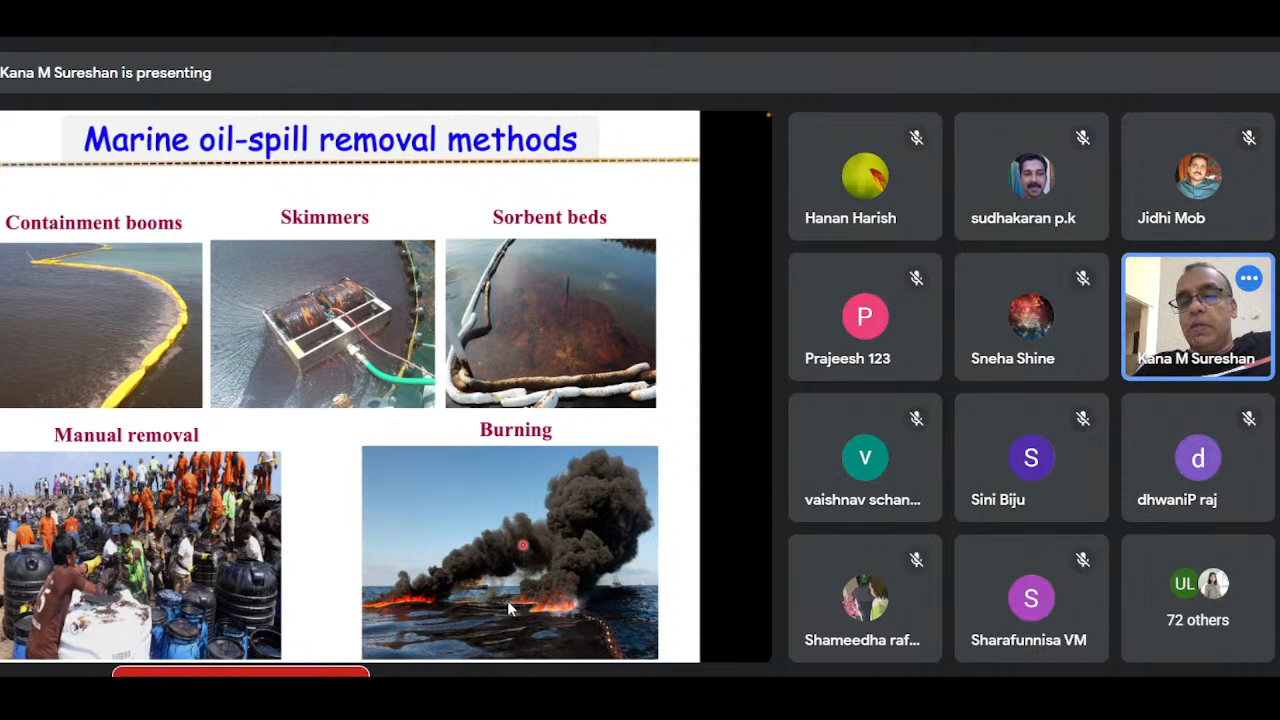 Kana M Sureshan is presenting
Marine oil-spill removal methods
Containment booms
Skimmers
Sorbent beds
Manual removal
Burning
Hanan Harish
sudhakaran p.k
Jidhi Mob
P
Prajeesh 123
Sneha Shine
Kana M Sureshan
v
vaishnav schan...
S
Sini Biju
d
dhwaniP raj
Shameedha raf...
S
Sharafunnisa VM
UL
72 others